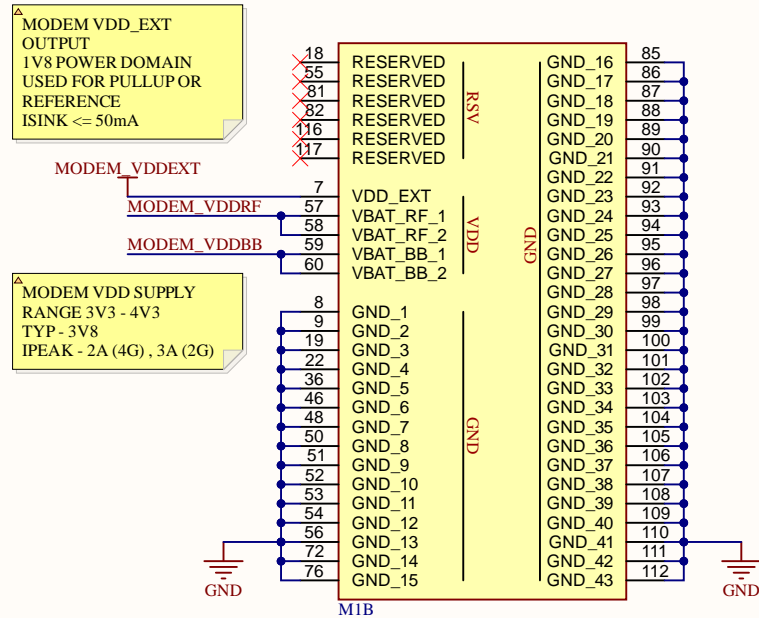 MODEM VDD_EXT
OUTPUT
1V8 POWER DOMAIN
USED FOR PULLUP OR
REFERENCE
ISINK <= 50mA
MODEM_VDDEXT
MODEM_VDDRF
MODEM_VDDBB
MODEM VDD SUPPLY
RANGE 3V3 - 4V3
TYP - 3V8
IPEAK - 2A (4G) , 3A (2G)
18 RESERVED
55 RESERVED
81 RESERVED
82 RESERVED
116 RESERVED
117 RESERVED
RSV
7 VDD_EXT
57 VBAT_RF_1
58 VBAT_RF_2
59 VBAT_BB_1
60 VBAT_BB_2
VDD
8 GND_1
9 GND_2
19 GND_3
22 GND_4
36 GND_5
46 GND_6
48 GND_7
50 GND_8
51 GND_9
52 GND_10
53 GND_11
54 GND_12
56 GND_13
72 GND_14
76 GND_15
GND
GND
GND_16 85
GND_17 86
GND_18 87
GND_19 88
GND_20 89
GND_21 90
GND_22 91
GND_23 92
GND_24 93
GND_25 94
GND_26 95
GND_27 96
GND_28 97
GND_29 98
GND_30 99
GND_31 100
GND_32 101
GND_33 102
GND_34 103
GND_35 104
GND_36 105
GND_37 106
GND_38 107
GND_39 108
GND_40 109
GND_41 110
GND_42 111
GND_43 112
GND
GND
M1B